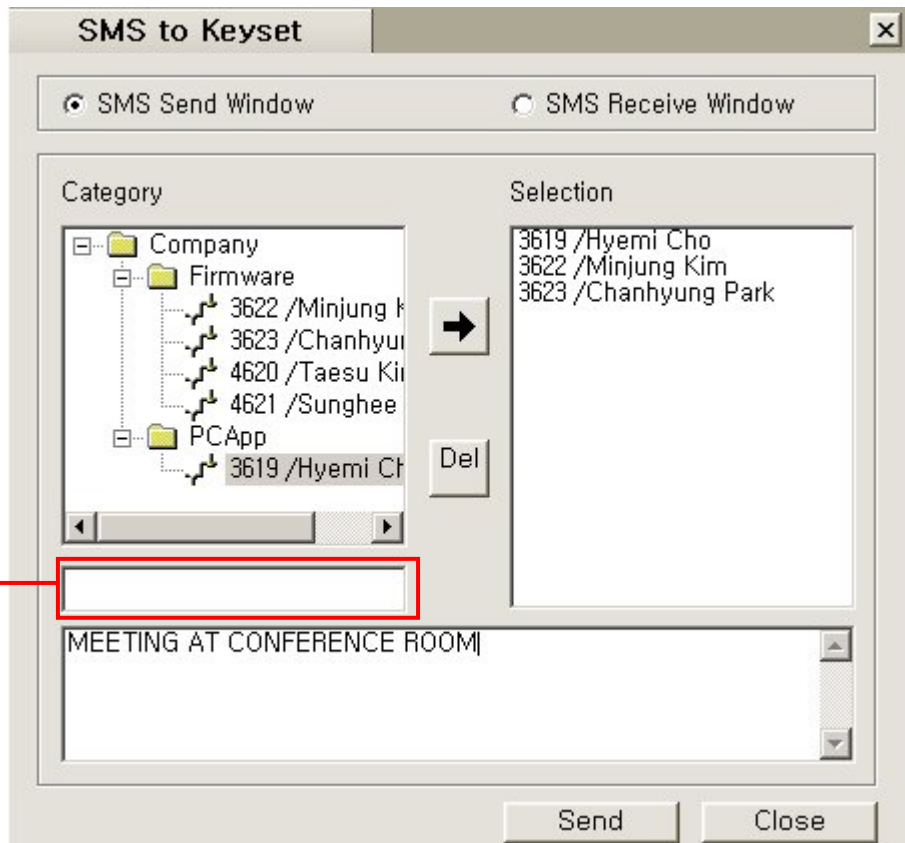 SMS to Keyset
SMS Send Window
SMS Receive Window
Category
Selection
Company
Firmware
3622 /Minjung
3623 /Chanhyu
4620 /Taesu Ki
4621 /Sunghee
PCApp
3619 /Hyemi Ch
Del
3619 /Hyemi Cho
3622 /Minjung Kim
3623 /Chanhyung Park
MEETING AT CONFERENCE ROOM
Send
Close